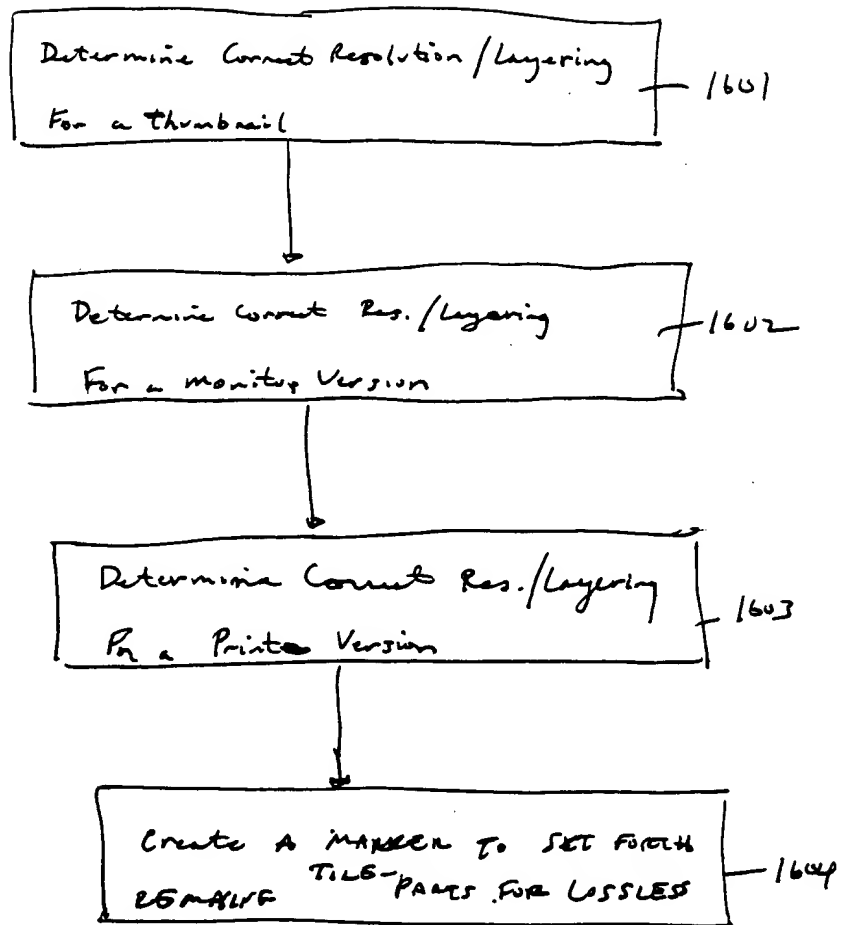 Determine Correct Resolution/Layering
1601
For a thumbnail
Determine Correct Res./Layering
1602
For a monitor Version
Determine Correct Res./Layering
1603
For a Print Version
Create A MARKER TO SET FORTH
1604
REMAINING TILE-PARTS FOR LOSSLESS